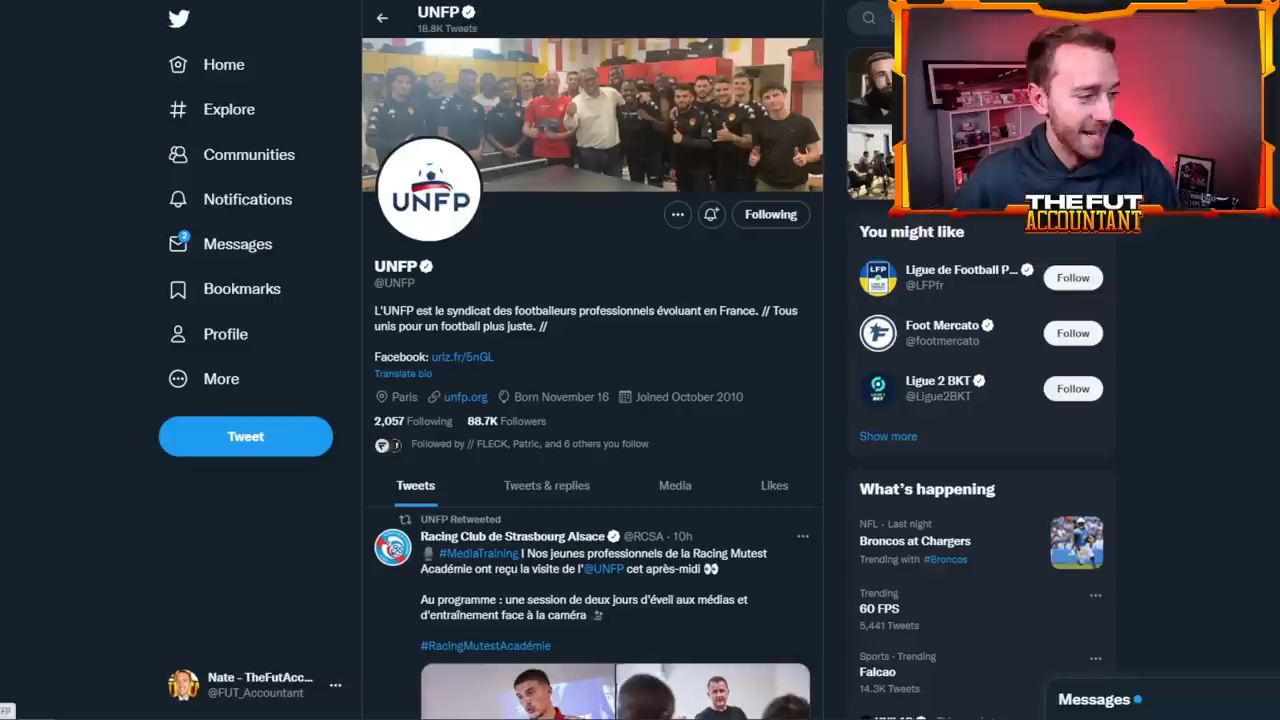 UNFP
18.8K Tweets
Home
Explore
Communities
Notifications
2
Messages
Bookmarks
Profile
More
Tweet
Nate - TheFutAcc...
@FUT_Accountant
UNFP
Following
UNFP
@UNFP
L'UNFP est le syndicat des footballeurs professionnels évoluant en France. // Tous
unis pour un football plus juste. //
Facebook: urlz.fr/5nGL
Translate bio
Paris unfp.org Born November 16 Joined October 2010
2,057 Following 88.7K Followers
Followed by // FLECK, Patric, and 6 others you follow
Tweets Tweets & replies Media Likes
UNFP Retweeted
Racing Club de Strasbourg Alsace @RCSA · 10h
#MediaTraining I Nos jeunes professionnels de la Racing Mutest
Académie ont reçu la visite de l'@UNFP cet après-midi
Au programme : une session de deux jours d'éveil aux médias et
d'entraînement face à la caméra
#RacingMutestAcadémie
THE FUT
ACCOUNTANT
You might like
LFP
Ligue de Football P...
@LFPfr
Follow
Foot Mercato
@footmercato
Follow
Ligue 2 BKT
@Ligue2BKT
Follow
Show more
What's happening
NFL · Last night
Broncos at Chargers
Trending with #Broncos
Trending
60 FPS
5,441 Tweets
Sports · Trending
Falcao
14.3K Tweets
Messages